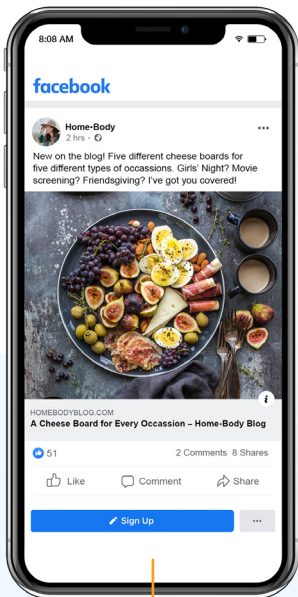 8:08 AM
facebook
Home-Body
2 hrs ·
New on the blog! Five different cheese boards for
five different types of occassions. Girls' Night? Movie
screening? Friendsgiving? I've got you covered!
i
HOMEBODYBLOG.COM
A Cheese Board for Every Occassion – Home-Body Blog
51 2 Comments 8 Shares
Like Comment Share
Sign Up